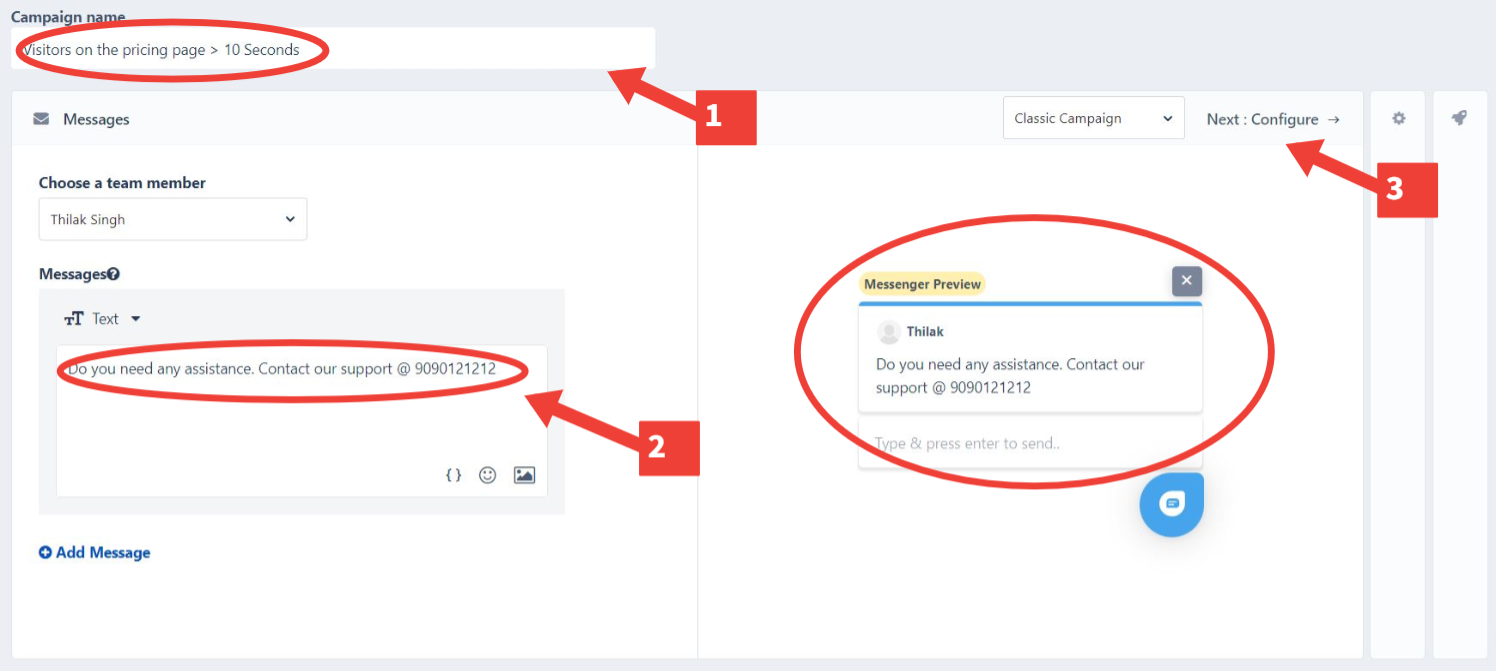 Campaign name
Visitors on the pricing page > 10 Seconds
1
Messages
Classic Campaign
Next : Configure →
3
Choose a team member
Thilak Singh
Messages
Text
Do you need any assistance. Contact our support @ 9090121212
2
{ }
Add Message
Messenger Preview
Thilak
Do you need any assistance. Contact our
support @ 9090121212
Type & press enter to send..